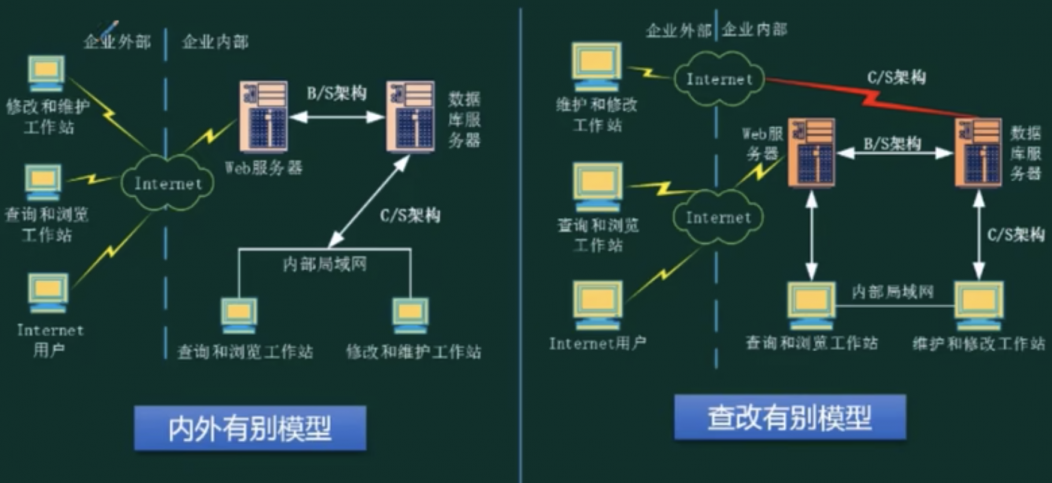 企业外部
企业内部
修改和维护
工作站
B/S架构
数据
库服
务器
Web服务器
Internet
查询和浏览
工作站
C/S架构
内部局域网
Internet
用户
查询和浏览工作站
修改和维护工作站
内外有别模型
企业外部
企业内部
Internet
C/S架构
维护和修改
工作站
Web服
务器
B/S架构
数据
库服
务器
Internet
查询和浏览
工作站
C/S架构
内部局域网
Internet用户
查询和浏览工作站
维护和修改工作站
查改有别模型